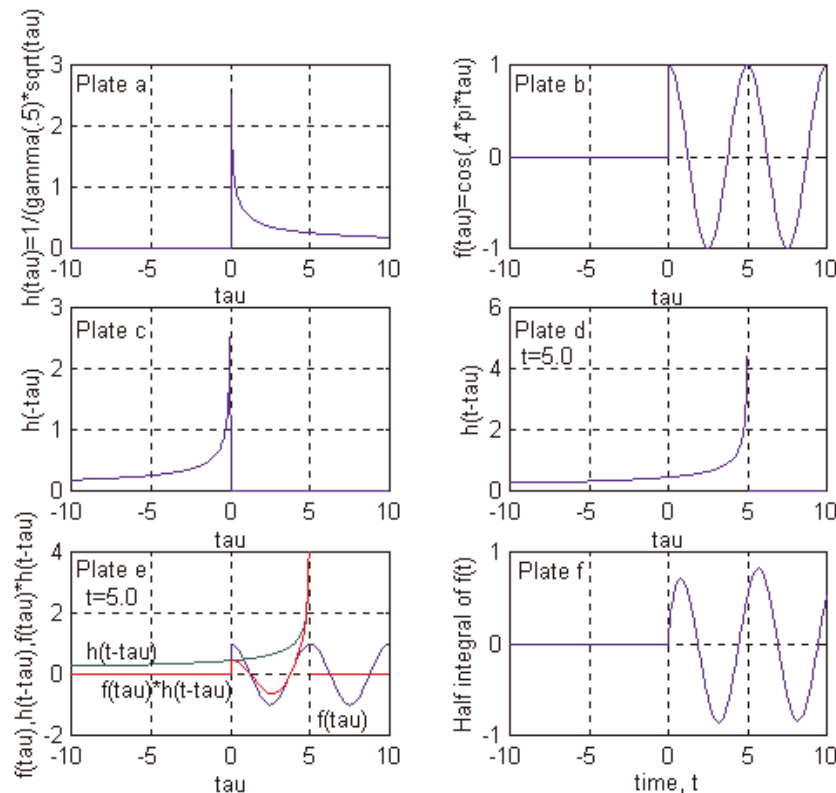 h(tau)=1/(gamma(.5)*sqrt(tau)
3
2
1
0
Plate a
-10 -5 0 5 10
tau
f(tau)=cos(.4*pi*tau)
1
0
-1
Plate b
-10 -5 0 5 10
tau
h(-tau)
3
2
1
0
Plate c
-10 -5 0 5 10
tau
h(t-tau)
6
4
2
0
Plate d
t=5.0
-10 -5 0 5 10
tau
f(tau),h(t-tau),f(tau)*h(t-tau)
4
2
0
-2
Plate e
t=5.0
h(t-tau)
f(tau)*h(t-tau)
f(tau)
-10 -5 0 5 10
tau
Half integral of f(t)
1
0
-1
Plate f
-10 -5 0 5 10
time, t